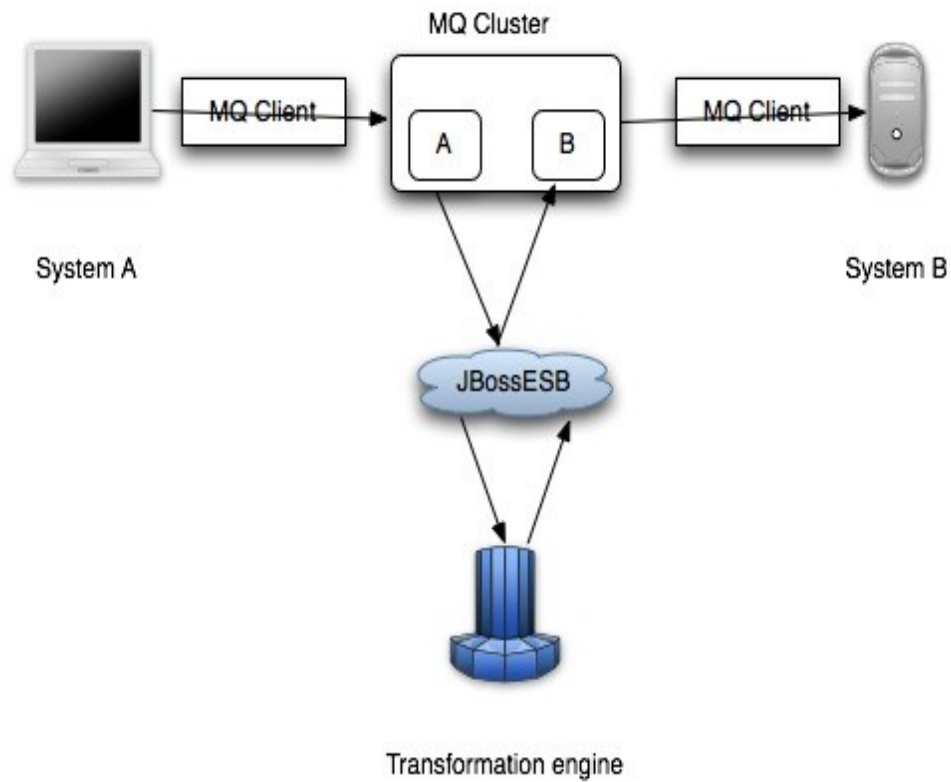 MQ Cluster
MQ Client
A
B
MQ Client
System A
System B
JBossESB
Transformation engine